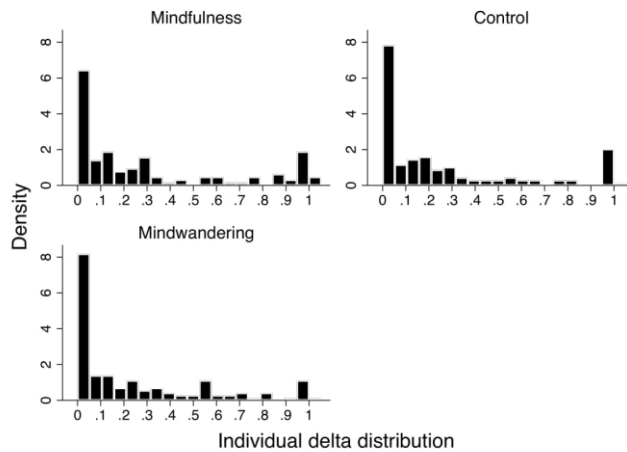 Mindfulness
Control
Density
8
6
4
2
0
0 .1 .2 .3 .4 .5 .6 .7 .8 .9 1
8
6
4
2
0
0 .1 .2 .3 .4 .5 .6 .7 .8 .9 1
Mindwandering
8
6
4
2
0
0 .1 .2 .3 .4 .5 .6 .7 .8 .9 1
Individual delta distribution